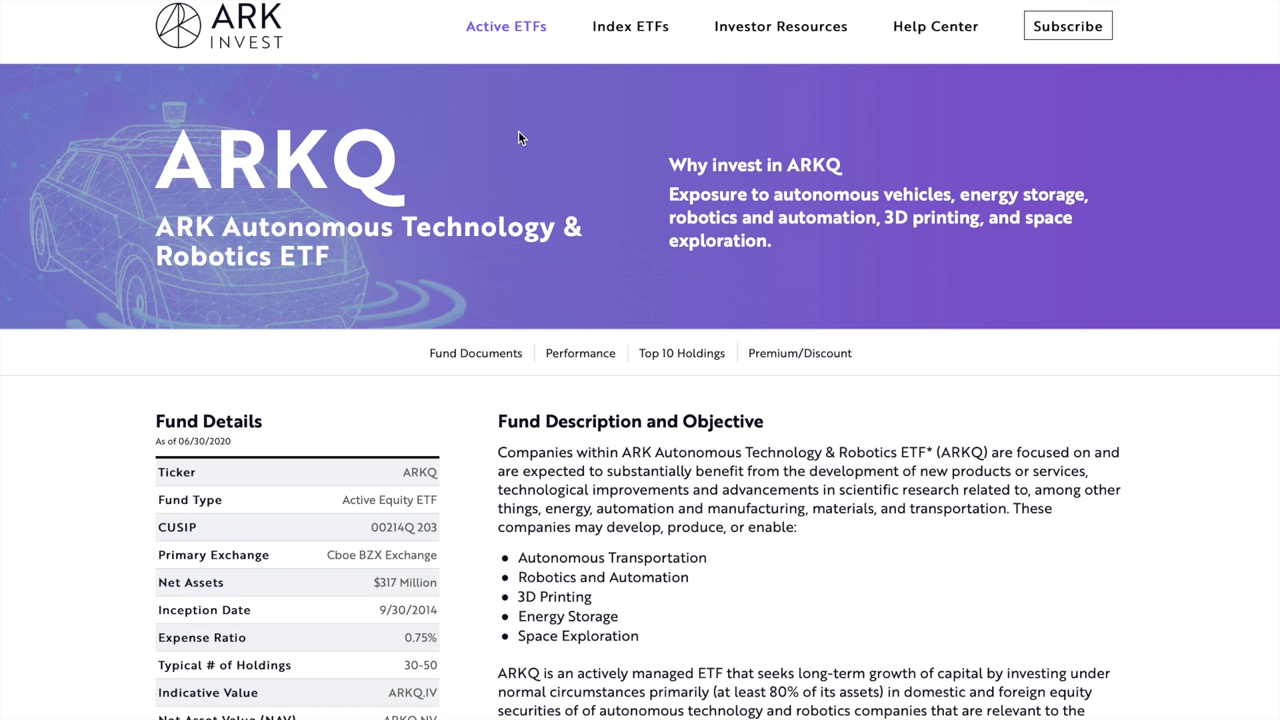 ARK
INVEST
Active ETFs
Index ETFs
Investor Resources
Help Center
Subscribe
ARKQ
ARK Autonomous Technology &
Robotics ETF
Why invest in ARKQ
Exposure to autonomous vehicles, energy storage,
robotics and automation, 3D printing, and space
exploration.
Fund Documents
Performance
Top 10 Holdings
Premium/Discount
Fund Details
As of 06/30/2020
Ticker ARKQ
Fund Type Active Equity ETF
CUSIP 00214Q 203
Primary Exchange Cboe BZX Exchange
Net Assets $317 Million
Inception Date 9/30/2014
Expense Ratio 0.75%
Typical # of Holdings 30-50
Indicative Value ARKQ.IV
Net Asset Value (NAV) ARKQ.NV
Fund Description and Objective
Companies within ARK Autonomous Technology & Robotics ETF* (ARKQ) are focused on and
are expected to substantially benefit from the development of new products or services,
technological improvements and advancements in scientific research related to, among other
things, energy, automation and manufacturing, materials, and transportation. These
companies may develop, produce, or enable:
● Autonomous Transportation
● Robotics and Automation
● 3D Printing
● Energy Storage
● Space Exploration
ARKQ is an actively managed ETF that seeks long-term growth of capital by investing under
normal circumstances primarily (at least 80% of its assets) in domestic and foreign equity
securities of of autonomous technology and robotics companies that are relevant to the